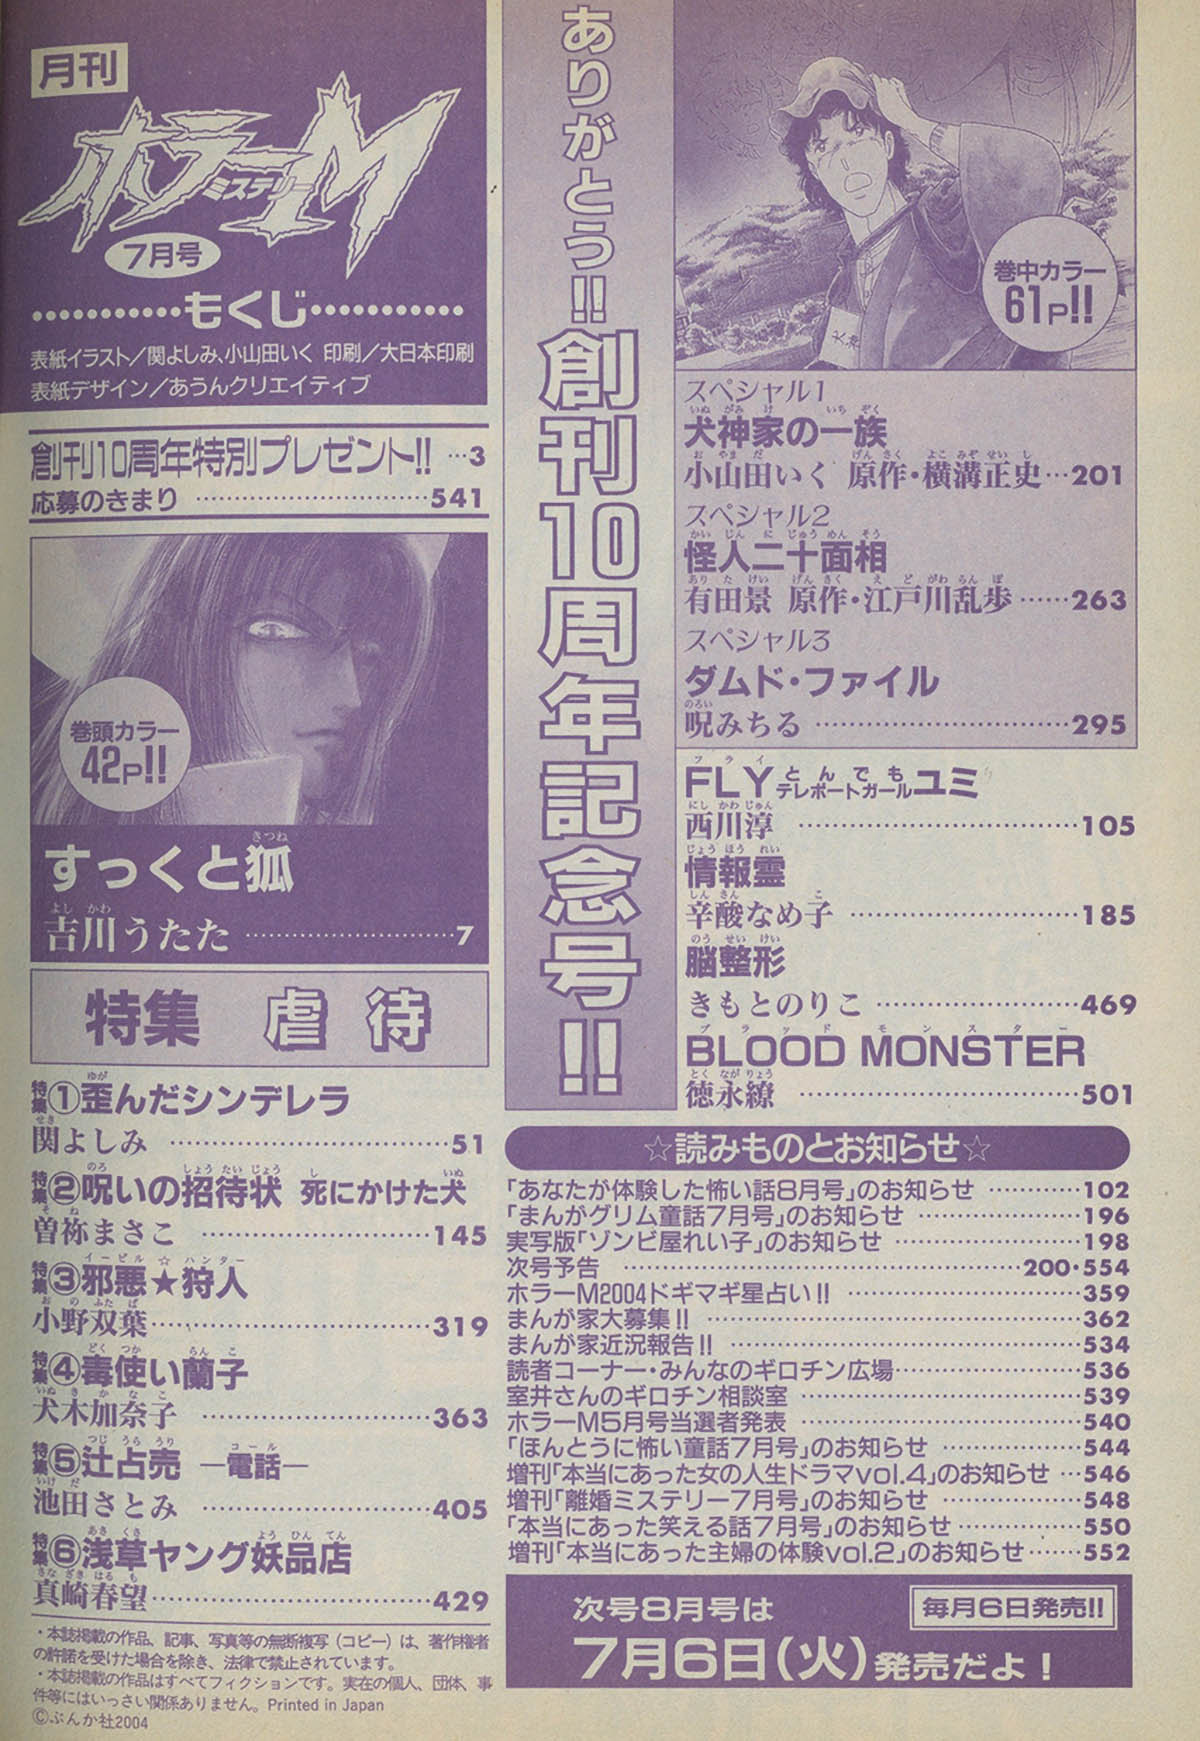 月刊
ホラーM
ミステリー
7月号
…………もくじ…………
表紙イラスト／関よしみ、小山田いく 印刷／大日本印刷
表紙デザイン／あうんクリエイティブ
創刊10周年特別プレゼント!! …3
応募のきまり ……………………541
巻頭カラー
42P!!
すっくと狐
吉川うたた ……………………7
特集 虐待
特集①歪んだシンデレラ
関よしみ ……………………51
特集②呪いの招待状 死にかけた犬
曽祢まさこ ……………………145
特集③邪悪★狩人
小野双葉……………………319
特集④毒使い蘭子
犬木加奈子 ……………………363
特集⑤辻占売 ―電話―
池田さとみ ……………………405
特集⑥浅草ヤング妖品店
真崎春望……………………429
・本誌掲載の作品、記事、写真等の無断複写（コピー）は、著作権者
の許諾を受けた場合を除き、法律で禁止されています。
・本誌掲載の作品はすべてフィクションです。実在の個人、団体、事
件等にはいっさい関係ありません。Printed in Japan
©ぶんか社2004
ありがとう!!創刊10周年記念号!!
巻中カラー
61P!!
スペシャル1
犬神家の一族
小山田いく 原作・横溝正史…201
スペシャル2
怪人二十面相
有田景 原作・江戸川乱歩……263
スペシャル3
ダムド・ファイル
呪みちる ……………………295
FLYとんでもテレポートガールユミ
西川淳 ……………………105
情報霊
辛酸なめ子 ……………………185
脳整形
きもとのりこ ……………………469
BLOOD MONSTER
徳永繚 ……………………501
☆読みものとお知らせ☆
「あなたが体験した怖い話8月号」のお知らせ …………102
「まんがグリム童話7月号」のお知らせ ……………196
実写版「ゾンビ屋れい子」のお知らせ ………………198
次号予告 ……………………200・554
ホラーM2004ドギマギ星占い!! ……………………359
まんが家大募集!! ……………………362
まんが家近況報告!! ……………………534
読者コーナー・みんなのギロチン広場………………536
室井さんのギロチン相談室 ……………………539
ホラーM5月号当選者発表 ……………………540
「ほんとうに怖い童話7月号」のお知らせ ……………544
増刊「本当にあった女の人生ドラマvol.4」のお知らせ …546
増刊「離婚ミステリー7月号」のお知らせ ……………548
「本当にあった笑える話7月号」のお知らせ……………550
増刊「本当にあった主婦の体験vol.2」のお知らせ……552
次号8月号は
毎月6日発売!!
7月6日（火）発売だよ！